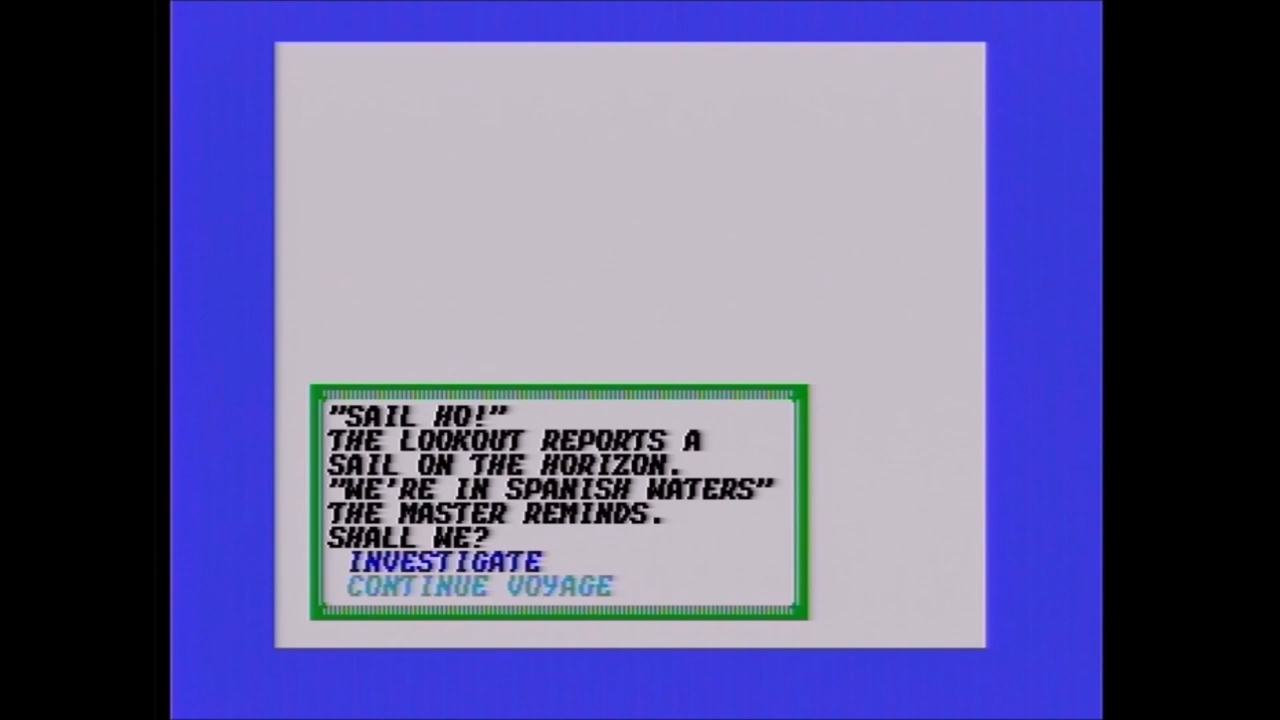 "SAIL HO!"
THE LOOKOUT REPORTS A
SAIL ON THE HORIZON.
"WE'RE IN SPANISH WATERS"
THE MASTER REMINDS.
SHALL WE?
INVESTIGATE
CONTINUE VOYAGE